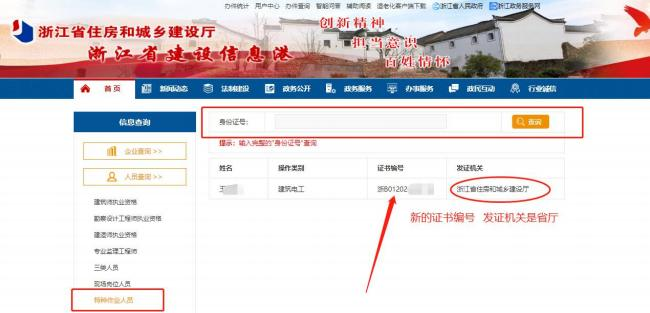 办件统计 用户中心 办件查询 智能问答 辅助阅读 适老化客户端下载 浙江省人民政府 浙江政务服务网
浙江省住房和城乡建设厅
浙江省建设信息港
创新精神
担当意识
百姓情怀
首页 新闻动态 法制建设 政务公开 政务服务 办事服务 政民互动 行业诚信
信息查询
企业查询 >>
人员查询 >>
建筑师执业资格
勘察设计工程师执业资格
建造师执业资格
专业监理工程师
三类人员
现场岗位人员
特种作业人员
身份证号: 查询
提示: 输入完整的"身份证号"查询
姓名 操作类别 证书编号 发证机关
王 建筑电工 浙B01202 浙江省住房和城乡建设厅
新的证书编号 发证机关是省厅